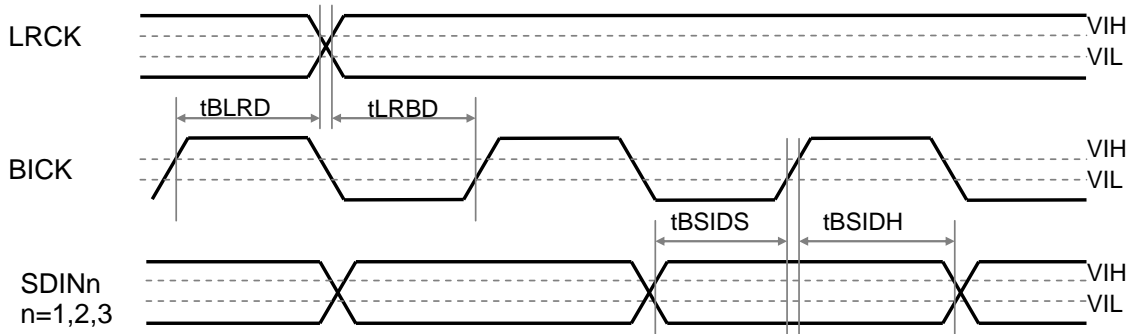 LRCK
VIH
VIL
tBLRD
tLRBD
BICK
VIH
VIL
tBSIDS
tBSIDH
SDINn
n=1,2,3
VIH
VIL